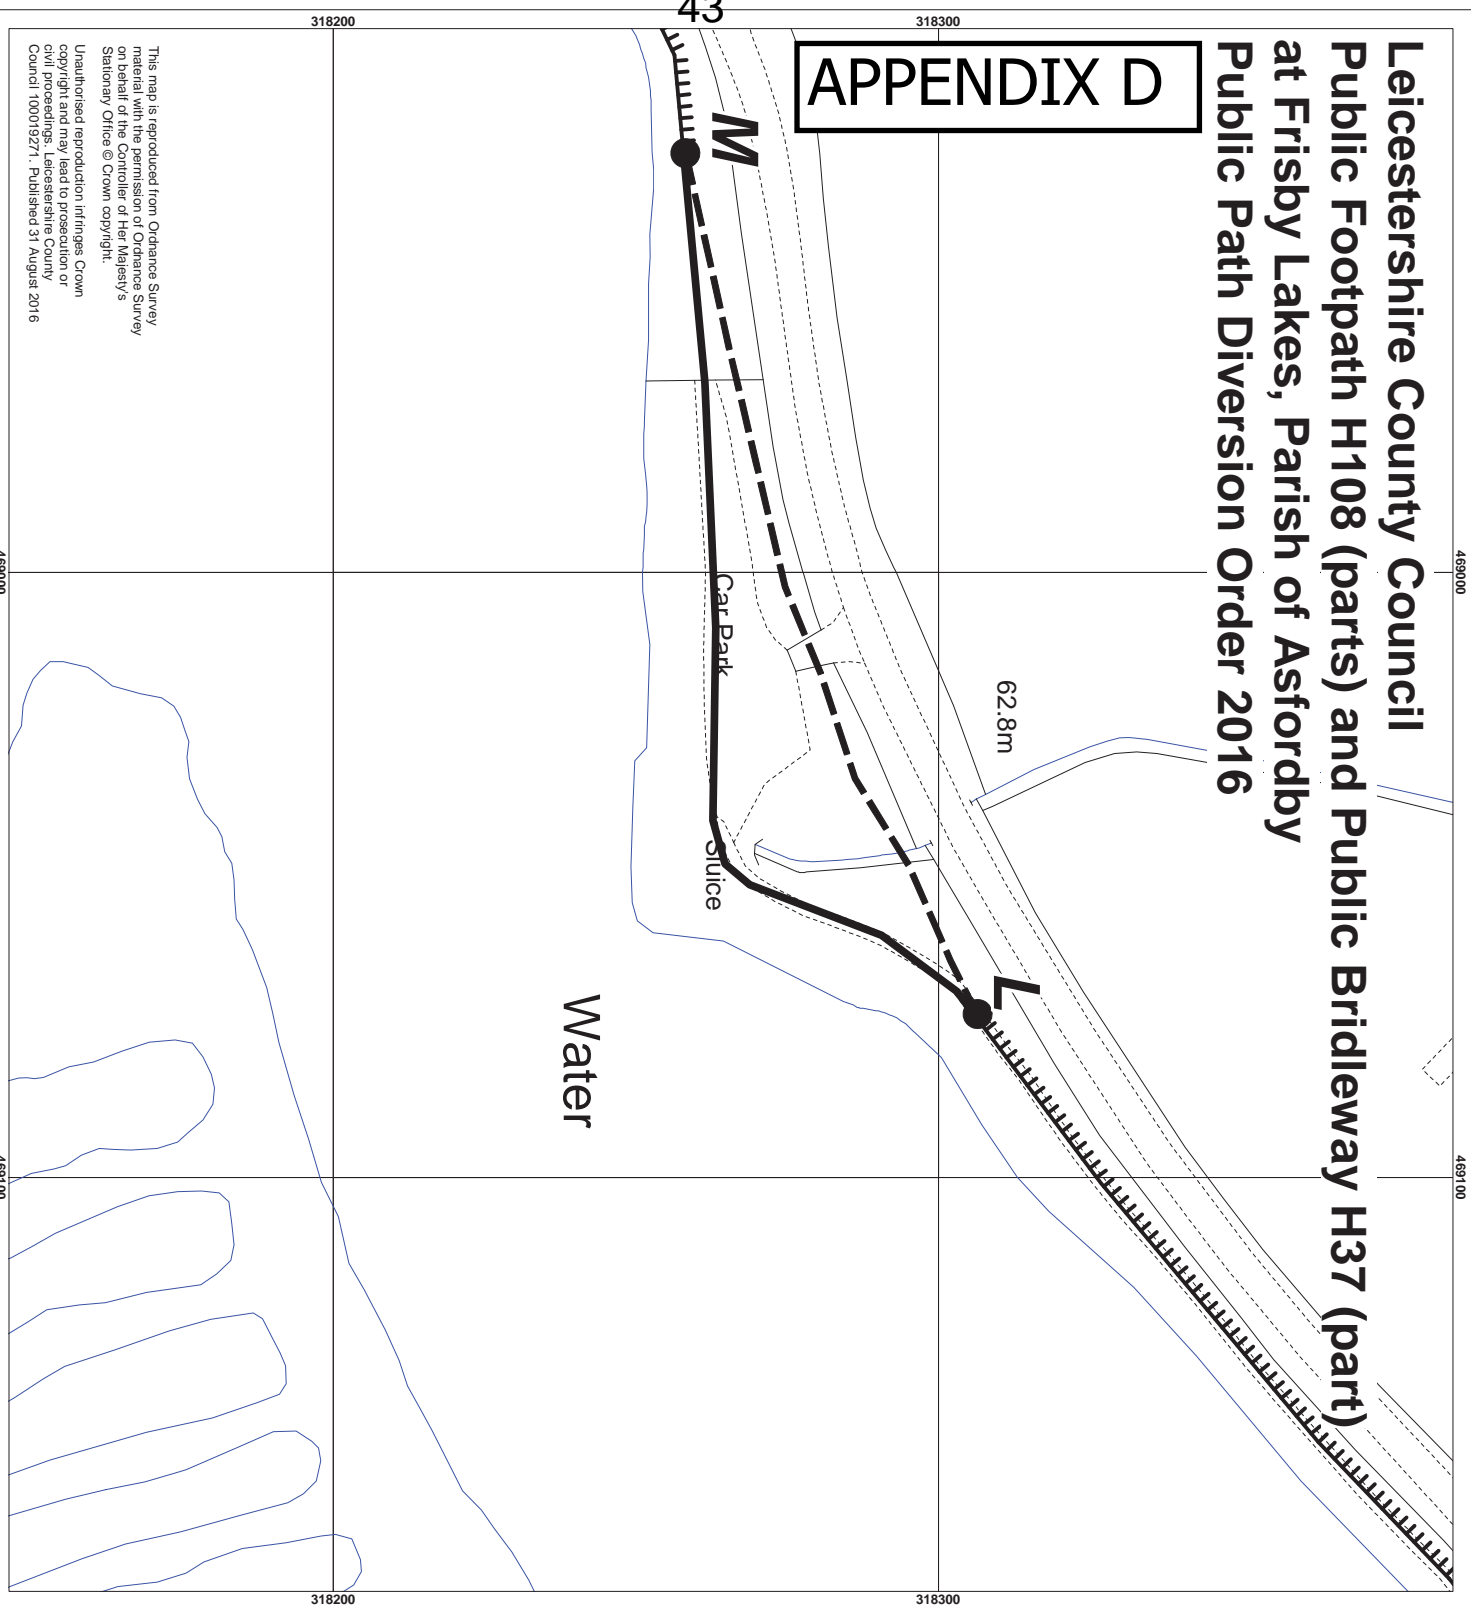 43
APPENDIX D
Leicestershire County Council
Public Footpath H108 (parts) and Public Bridleway H37 (part)
at Frisby Lakes, Parish of Asfordby
Public Path Diversion Order 2016
318200
318300
469000
469100
M
L
62.8m
Car Park
Sluice
Water
This map is reproduced from Ordnance Survey
material with the permission of Ordnance Survey
on behalf of the Controller of Her Majesty's
Stationary Office © Crown copyright.
Unauthorised reproduction infringes Crown
copyright and may lead to prosecution or
civil proceedings. Leicestershire County
Council 100019271. Published 31 August 2016
469000
469100
318200
318300